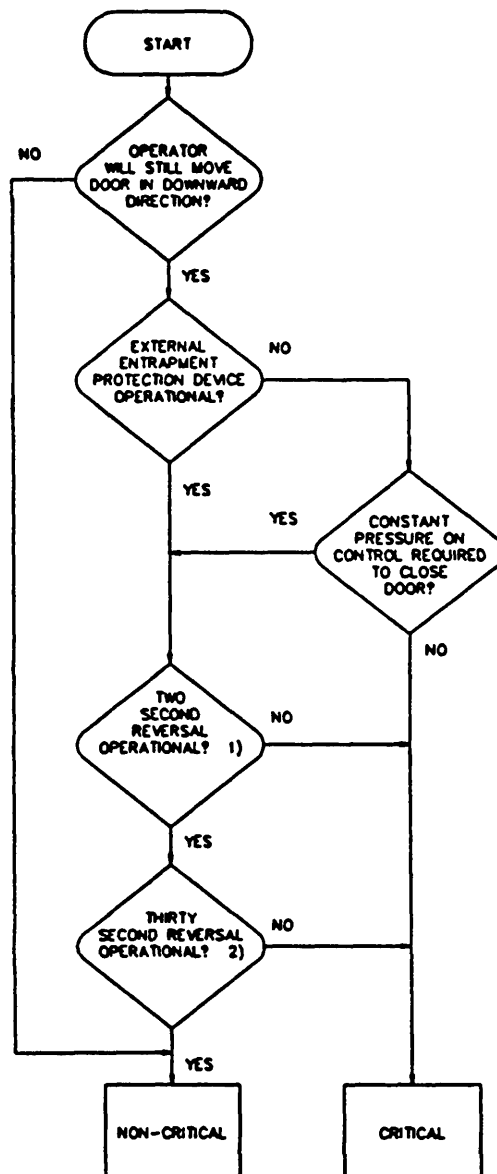 START
NO
OPERATOR
WILL STILL MOVE
DOOR IN DOWNWARD
DIRECTION?
YES
EXTERNAL
ENTRAPMENT
PROTECTION DEVICE
OPERATIONAL?
NO
YES
YES
CONSTANT
PRESSURE ON
CONTROL REQUIRED
TO CLOSE
DOOR?
NO
TWO
SECOND
REVERSAL
OPERATIONAL? 1)
NO
YES
THIRTY
SECOND REVERSAL
OPERATIONAL? 2)
NO
YES
NON-CRITICAL
CRITICAL